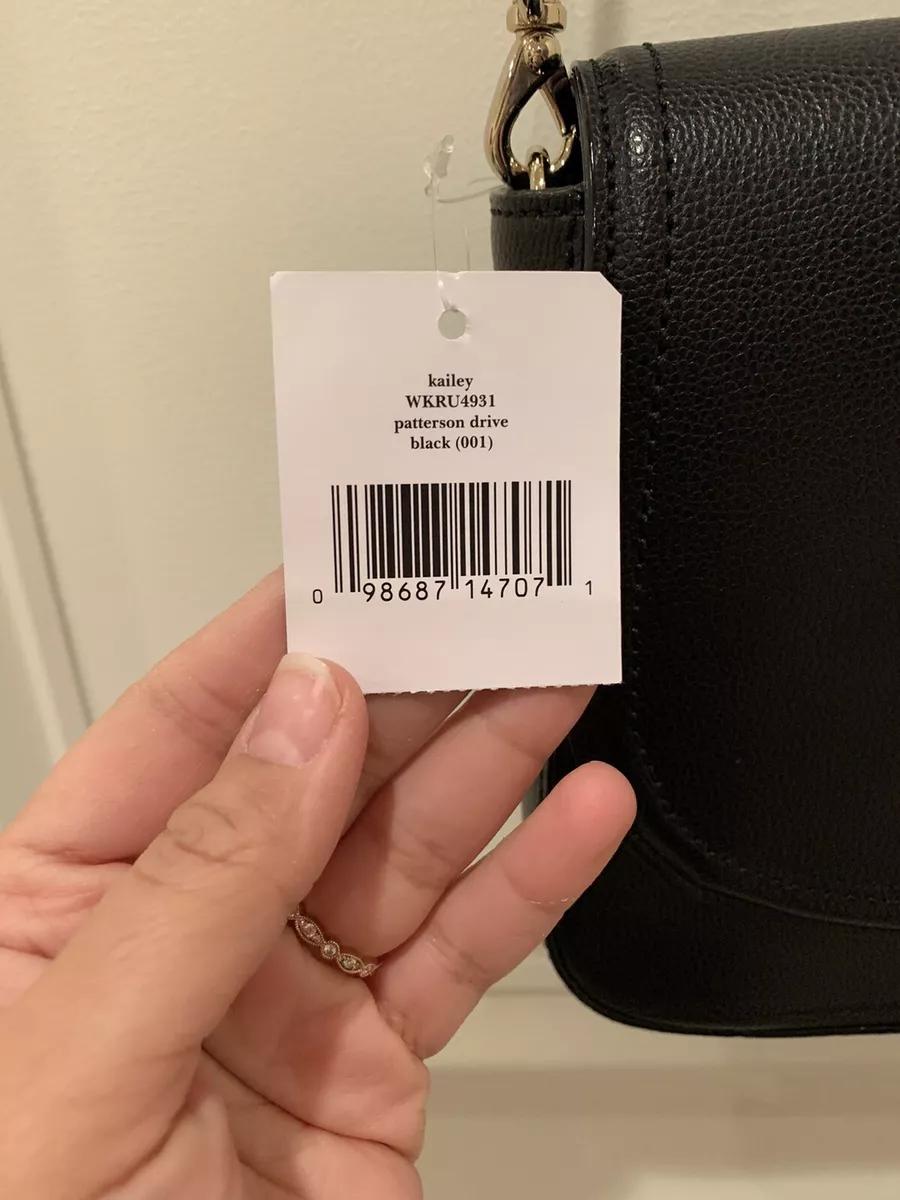 kailey
WKRU4931
patterson drive
black (001)
0 98687 14707 1